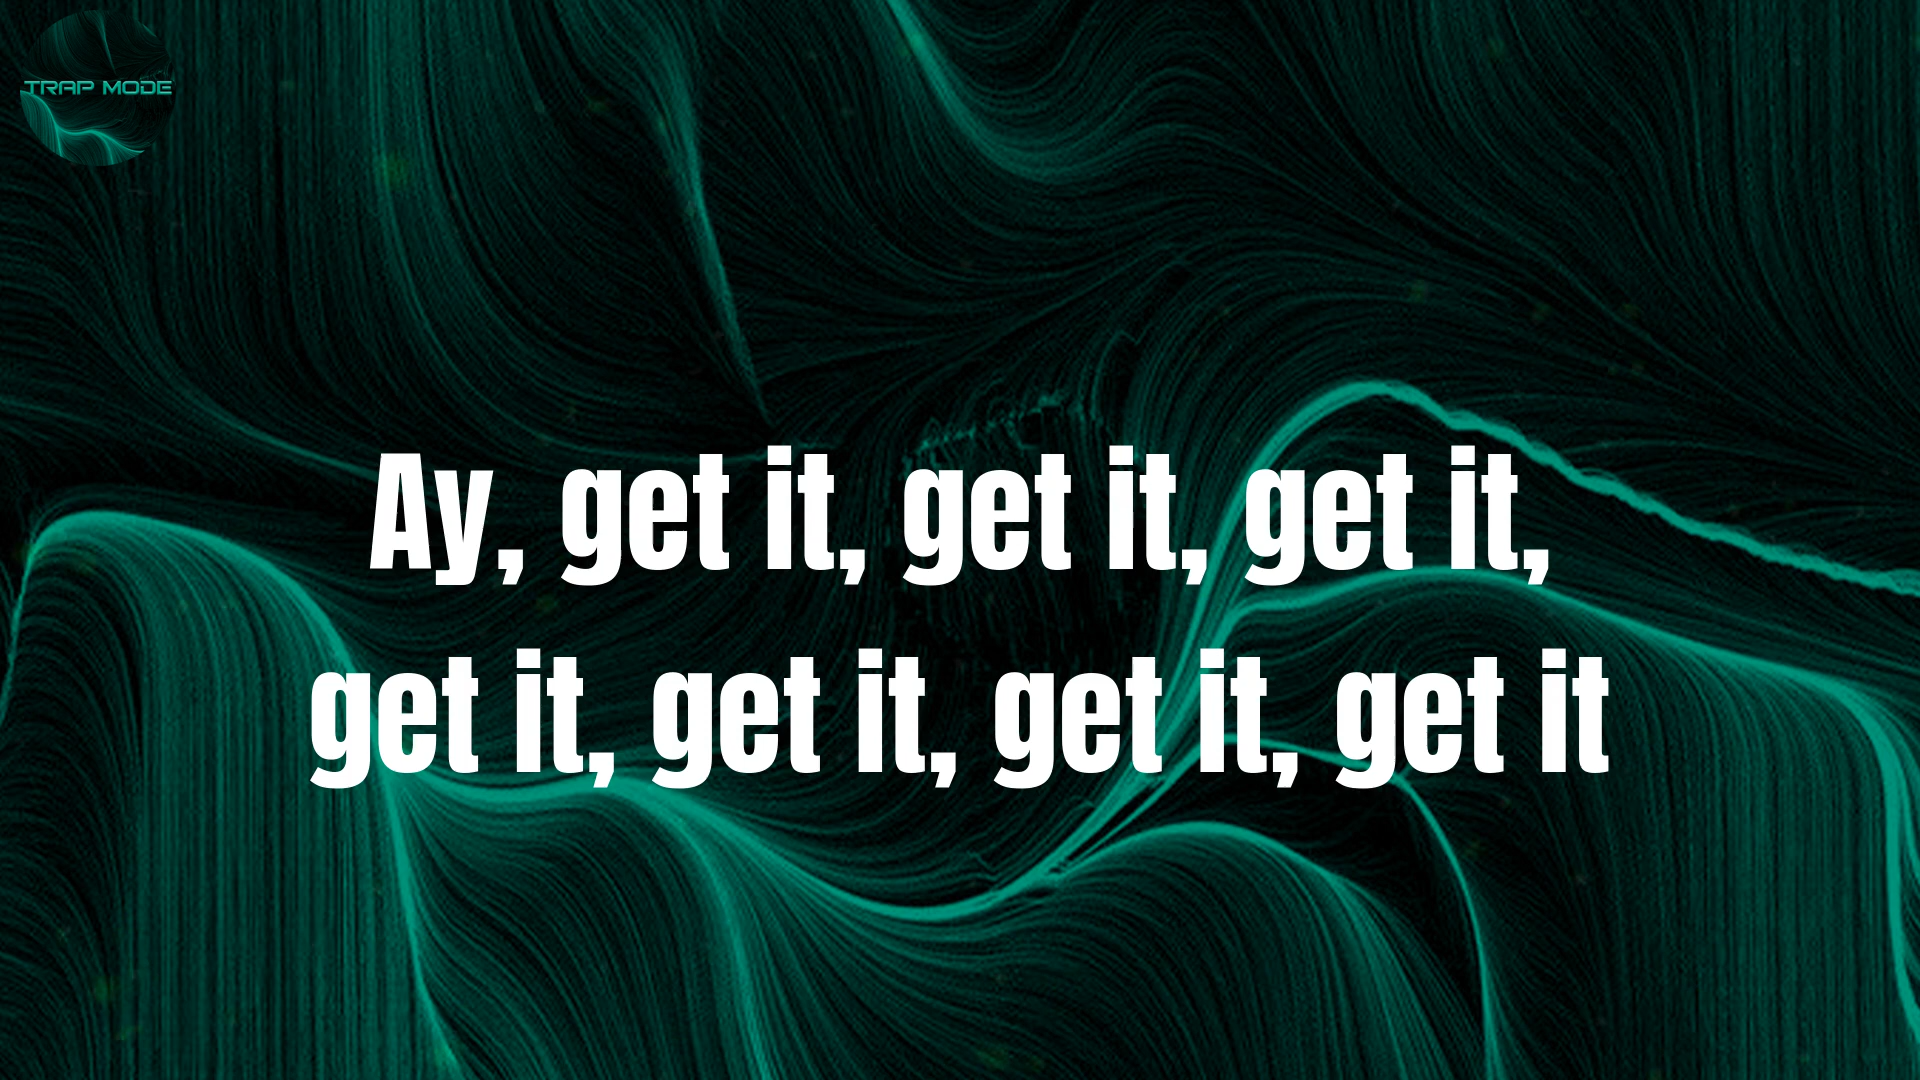 TRAP MODE
Ay, get it, get it, get it,
get it, get it, get it, get it